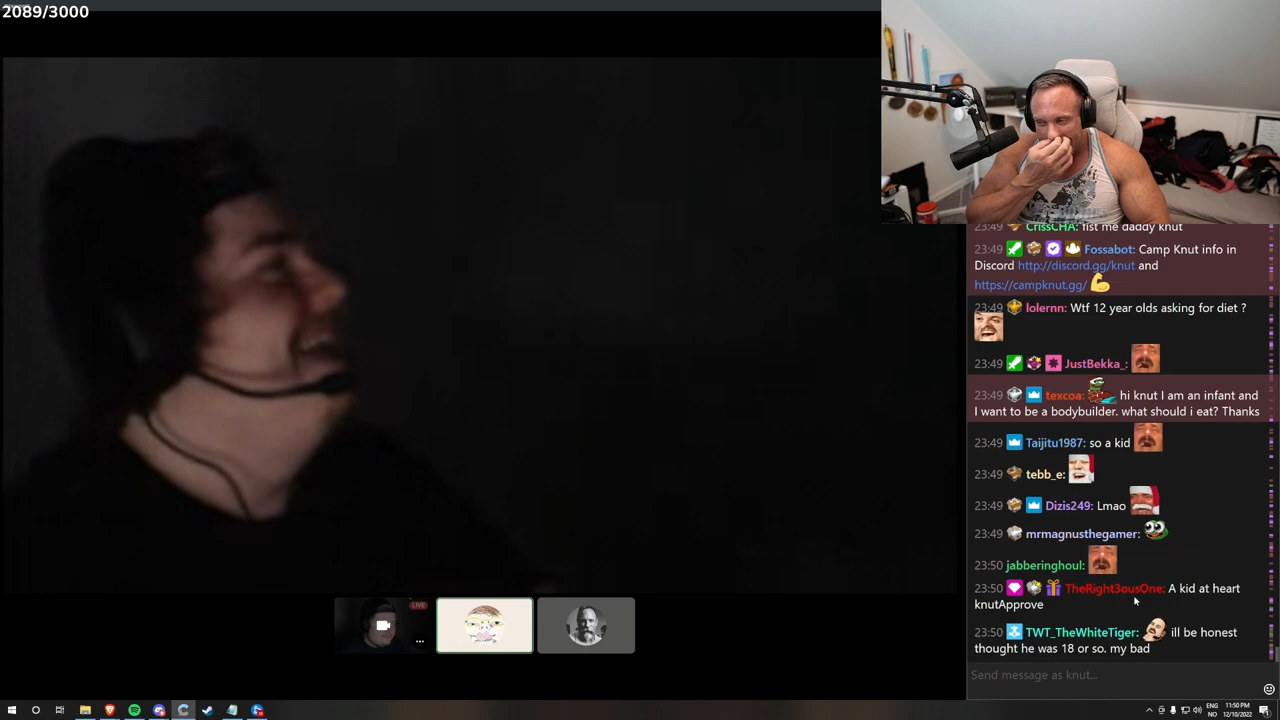 2089/3000
23:49 CrissCHA: fist me daddy knut
23:49 Fossabot: Camp Knut info in
Discord http://discord.gg/knut and
https://campknut.gg/
23:49 lolernn: Wtf 12 year olds asking for diet ?
23:49 JustBekka_:
23:49 texcoa: hi knut I am an infant and
I want to be a bodybuilder. what should i eat? Thanks
23:49 Taijitu1987: so a kid
23:49 tebb_e:
23:49 Dizis249: Lmao
23:49 mrmagnusthegamer:
23:50 jabberinghoul:
23:50 TheRight3ousOne: A kid at heart
knutApprove
23:50 TWT_TheWhiteTiger: ill be honest
thought he was 18 or so. my bad
Send message as knut...
LIVE
ENG
NO
11:50 PM
12/10/2022